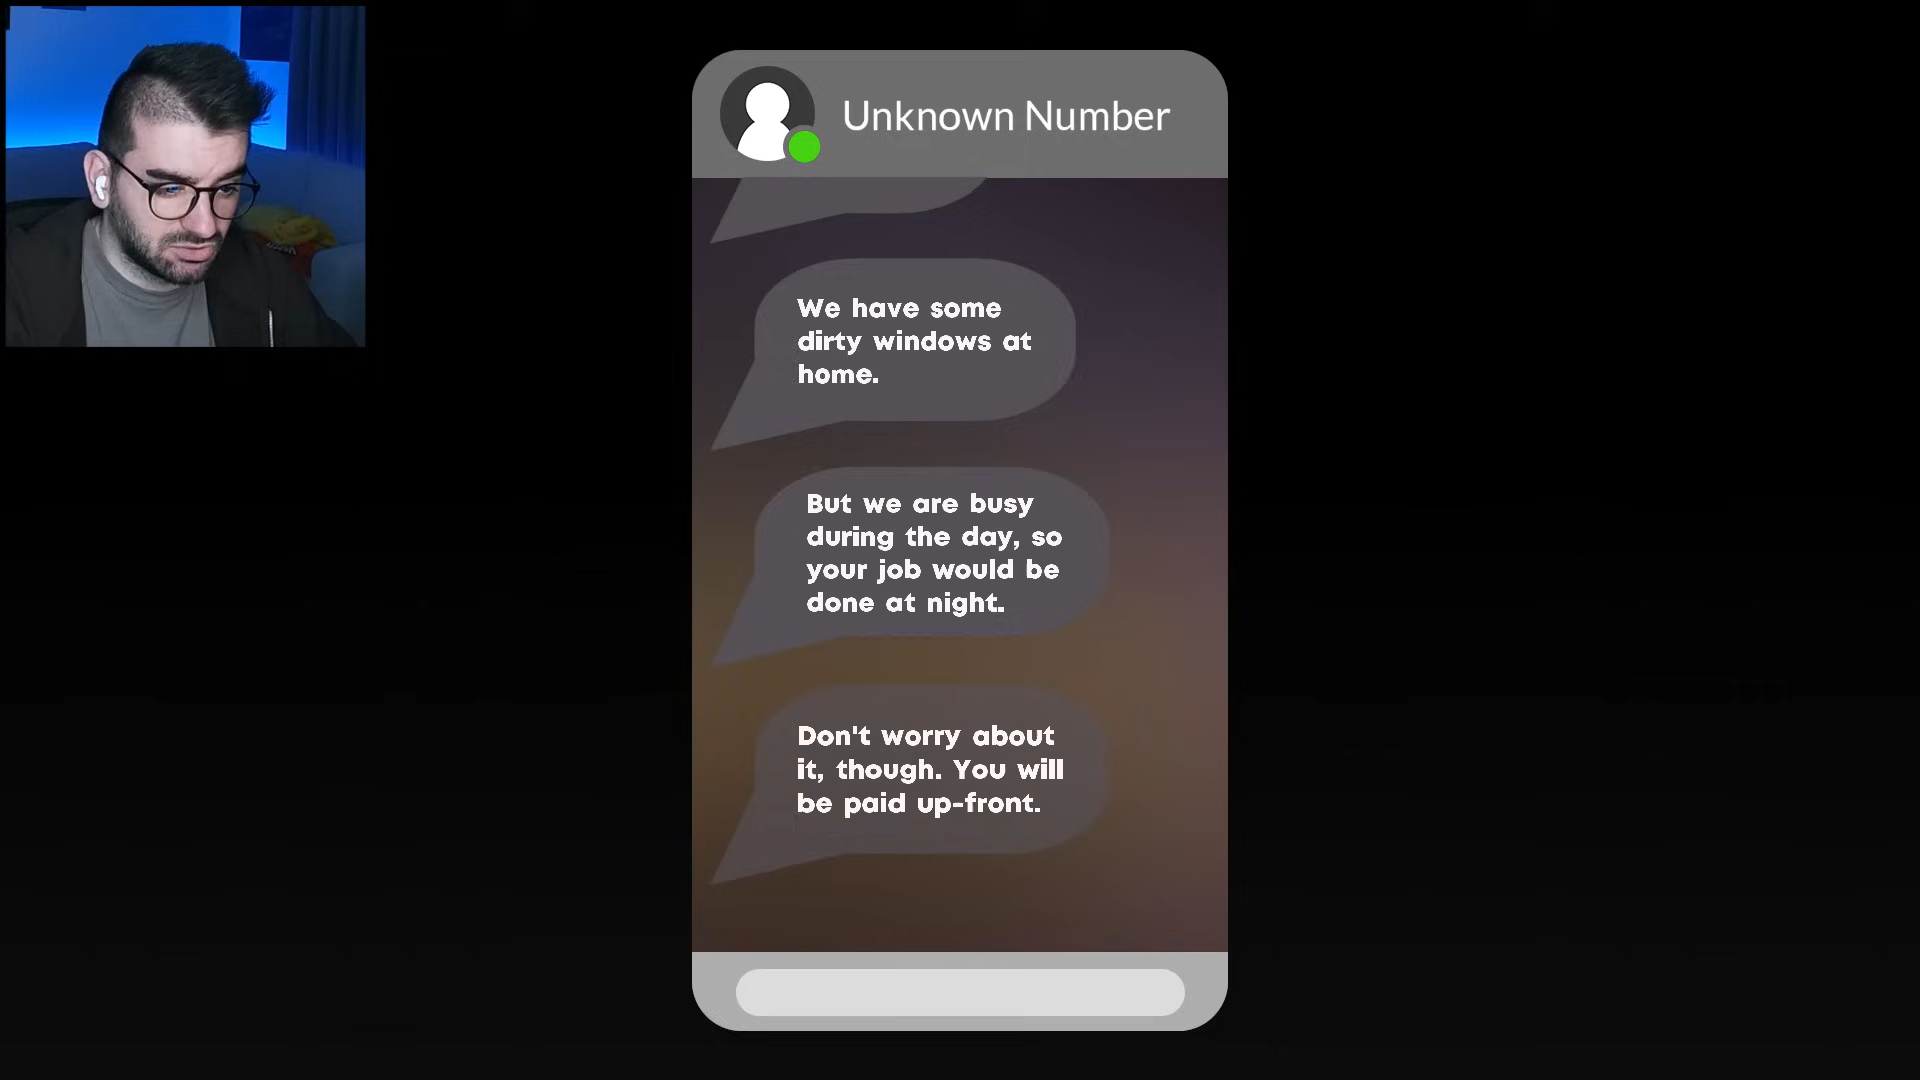 Unknown Number
We have some
dirty windows at
home.
But we are busy
during the day, so
your job would be
done at night.
Don't worry about
it, though. You will
be paid up-front.